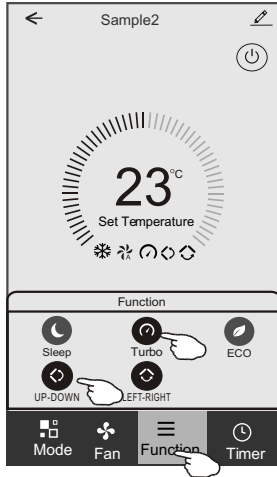 Sample2
23°C
Set Temperature
A
Function
Sleep Turbo ECO
UP-DOWN LEFT-RIGHT
Mode Fan Function Timer